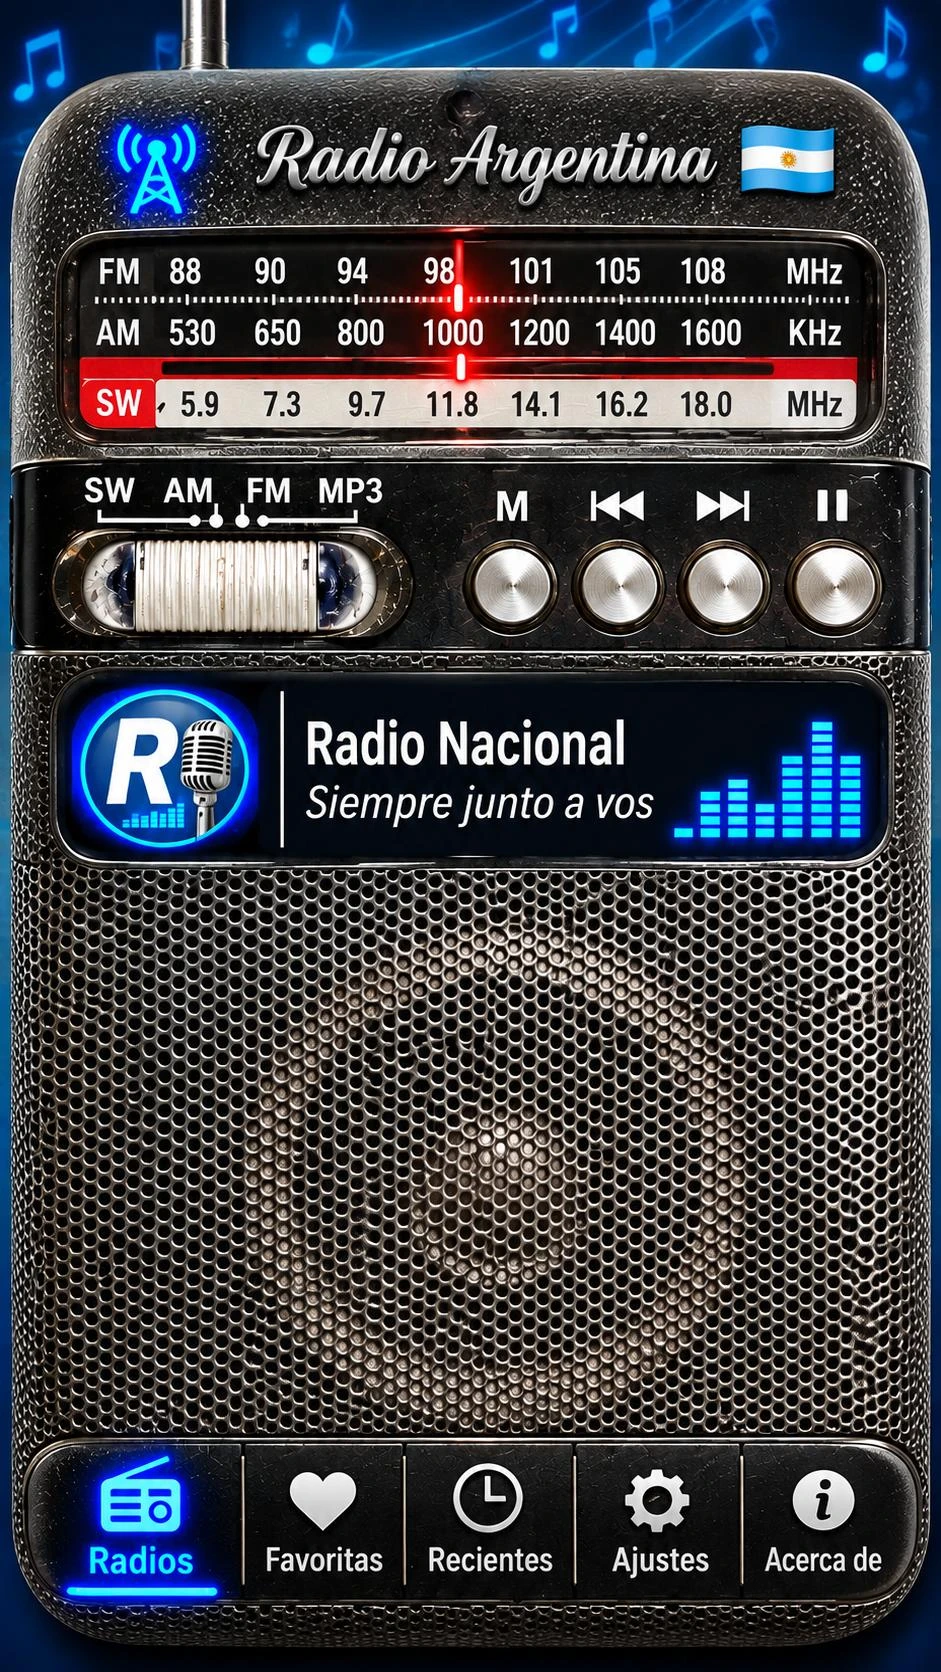 Radio Argentina
FM 88 90 94 98 101 105 108 MHz
AM 530 650 800 1000 1200 1400 1600 KHz
SW 5.9 7.3 9.7 11.8 14.1 16.2 18.0 MHz
SW AM FM MP3
M
R
Radio Nacional
Siempre junto a vos
Radios Favoritas Recientes Ajustes Acerca de